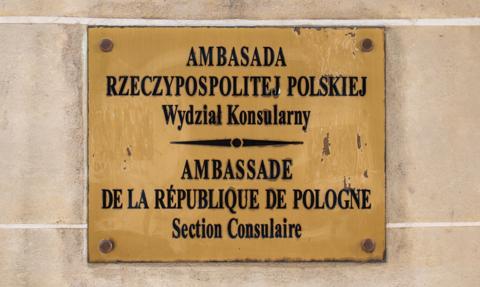 AMBASADA
RZECZYPOSPOLITEJ POLSKIEJ
Wydział Konsularny
AMBASSADE
DE LA RÉPUBLIQUE DE POLOGNE
Section Consulaire